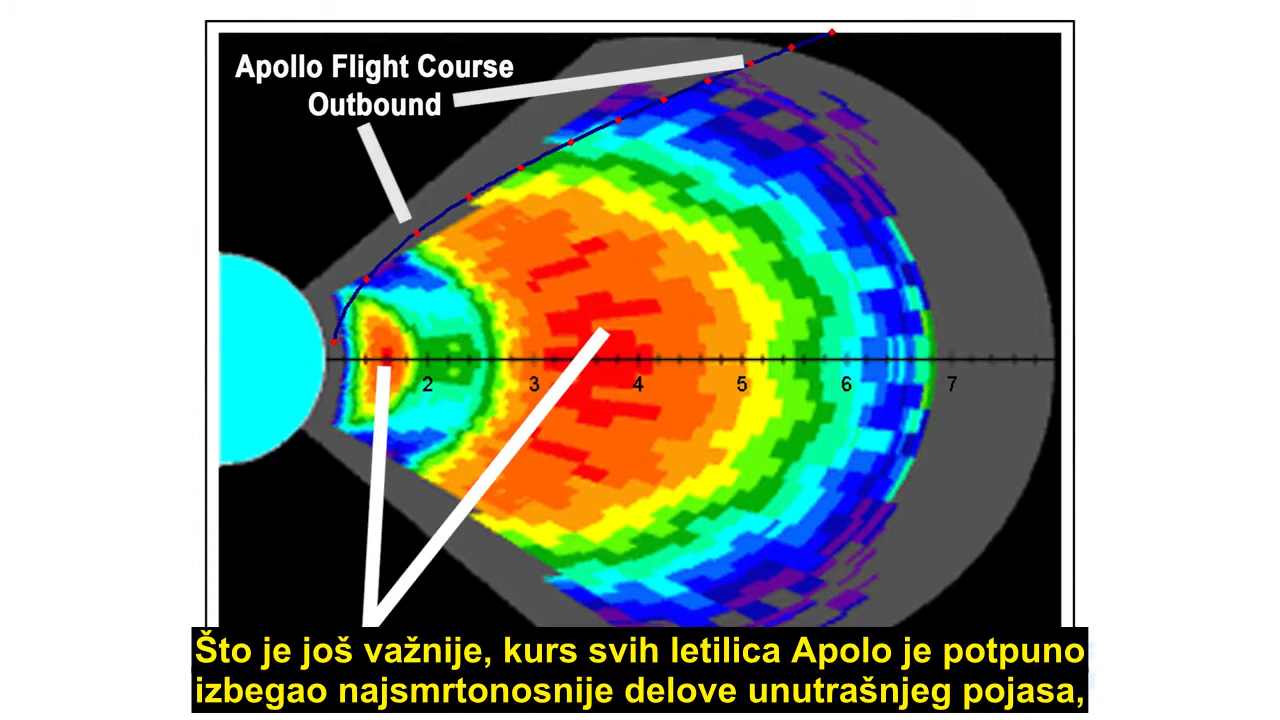 Apollo Flight Course
Outbound
2 3 4 5 6 7
Što je još važnije, kurs svih letilica Apolo je potpuno
izbegao najsmrtonosnije delove unutrašnjeg pojasa,